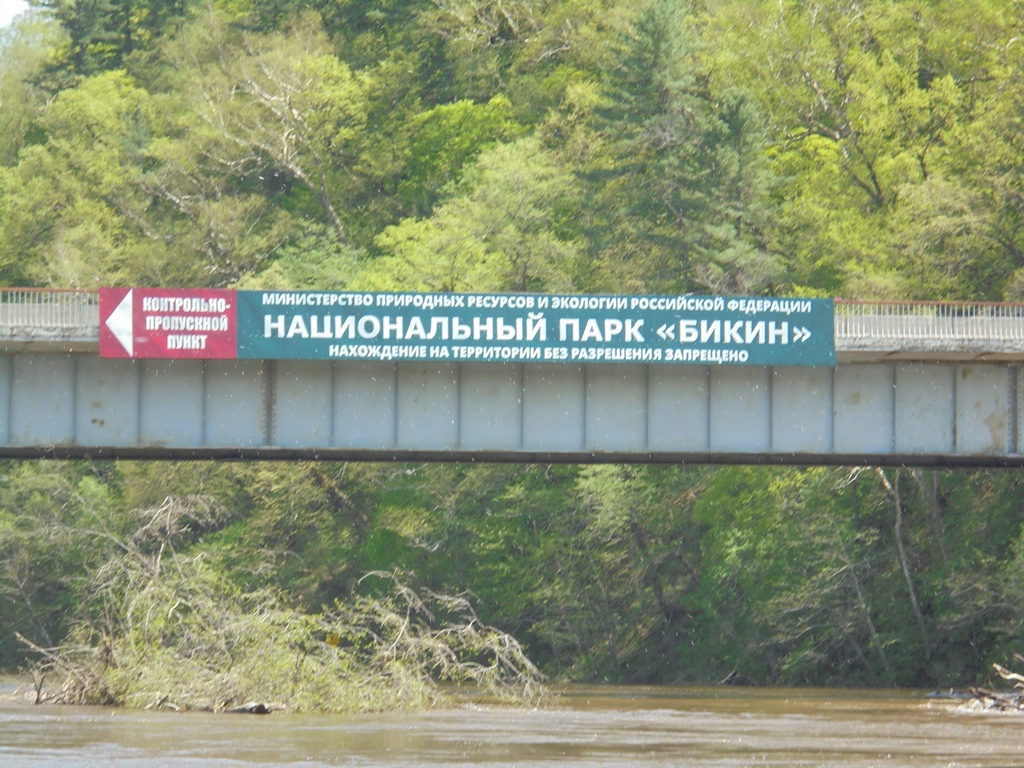 КОНТРОЛЬНО-
ПРОПУСКНОЙ
ПУНКТ
МИНИСТЕРСТВО ПРИРОДНЫХ РЕСУРСОВ И ЭКОЛОГИИ РОССИЙСКОЙ ФЕДЕРАЦИИ
НАЦИОНАЛЬНЫЙ ПАРК «БИКИН»
НАХОЖДЕНИЕ НА ТЕРРИТОРИИ БЕЗ РАЗРЕШЕНИЯ ЗАПРЕЩЕНО